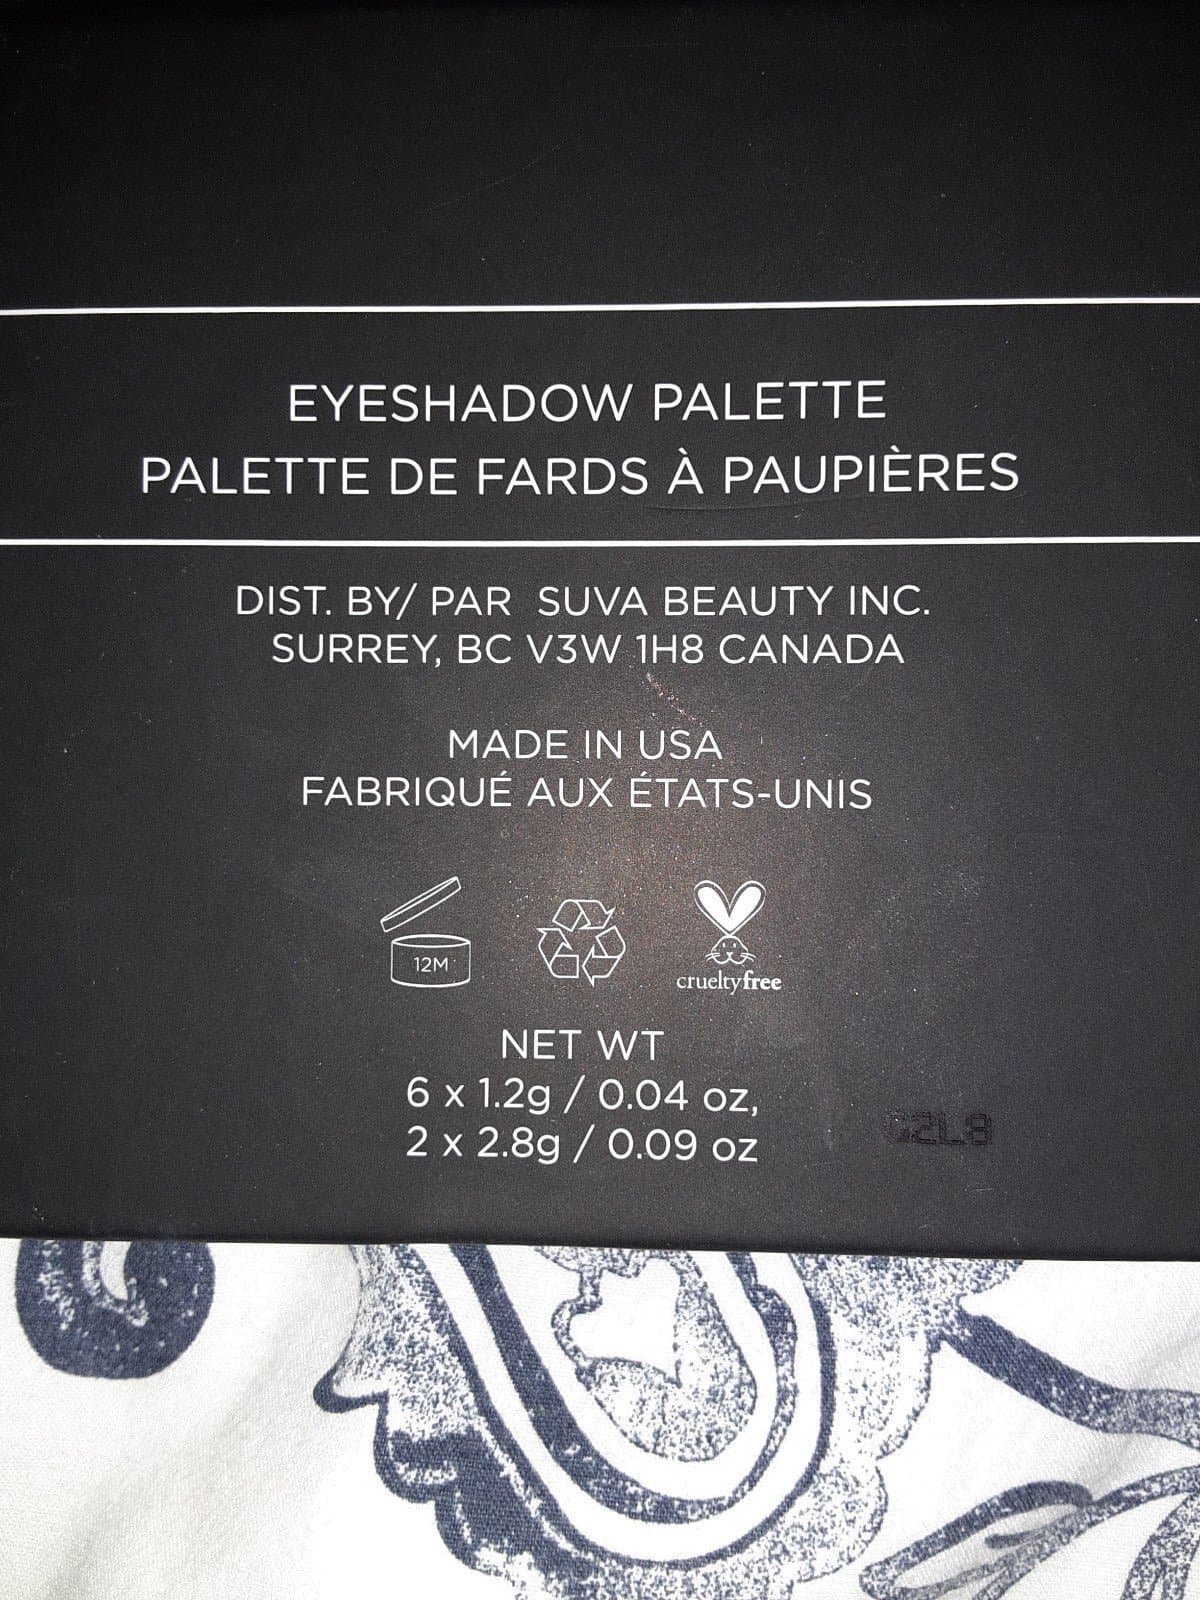 EYESHADOW PALETTE
PALETTE DE FARDS À PAUPIÈRES
DIST. BY/ PAR SUVA BEAUTY INC.
SURREY, BC V3W 1H8 CANADA
MADE IN USA
FABRIQUÉ AUX ÉTATS-UNIS
12M
crueltyfree
NET WT
6 x 1.2g / 0.04 oz,
2 x 2.8g / 0.09 oz